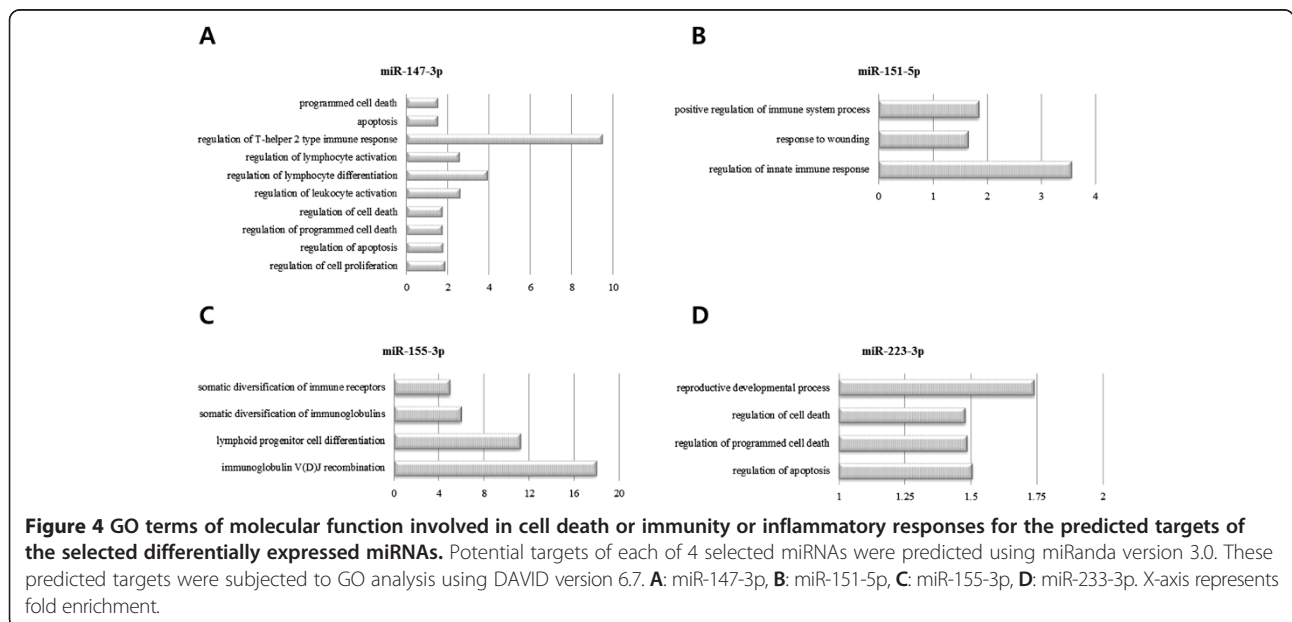 A
miR-147-3p
programmed cell death
apoptosis
regulation of T-helper 2 type immune response
regulation of lymphocyte activation
regulation of lymphocyte differentiation
regulation of leukocyte activation
regulation of cell death
regulation of programmed cell death
regulation of apoptosis
regulation of cell proliferation
0 2 4 6 8 10
B
miR-151-5p
positive regulation of immune system process
response to wounding
regulation of innate immune response
0 1 2 3 4
C
miR-155-3p
somatic diversification of immune receptors
somatic diversification of immunoglobulins
lymphoid progenitor cell differentiation
immunoglobulin V(D)J recombination
0 4 8 12 16 20
D
miR-223-3p
reproductive developmental process
regulation of cell death
regulation of programmed cell death
regulation of apoptosis
1 1.25 1.5 1.75 2
Figure 4 GO terms of molecular function involved in cell death or immunity or inflammatory responses for the predicted targets of
the selected differentially expressed miRNAs. Potential targets of each of 4 selected miRNAs were predicted using miRanda version 3.0. These
predicted targets were subjected to GO analysis using DAVID version 6.7. A: miR-147-3p, B: miR-151-5p, C: miR-155-3p, D: miR-233-3p. X-axis represents
fold enrichment.